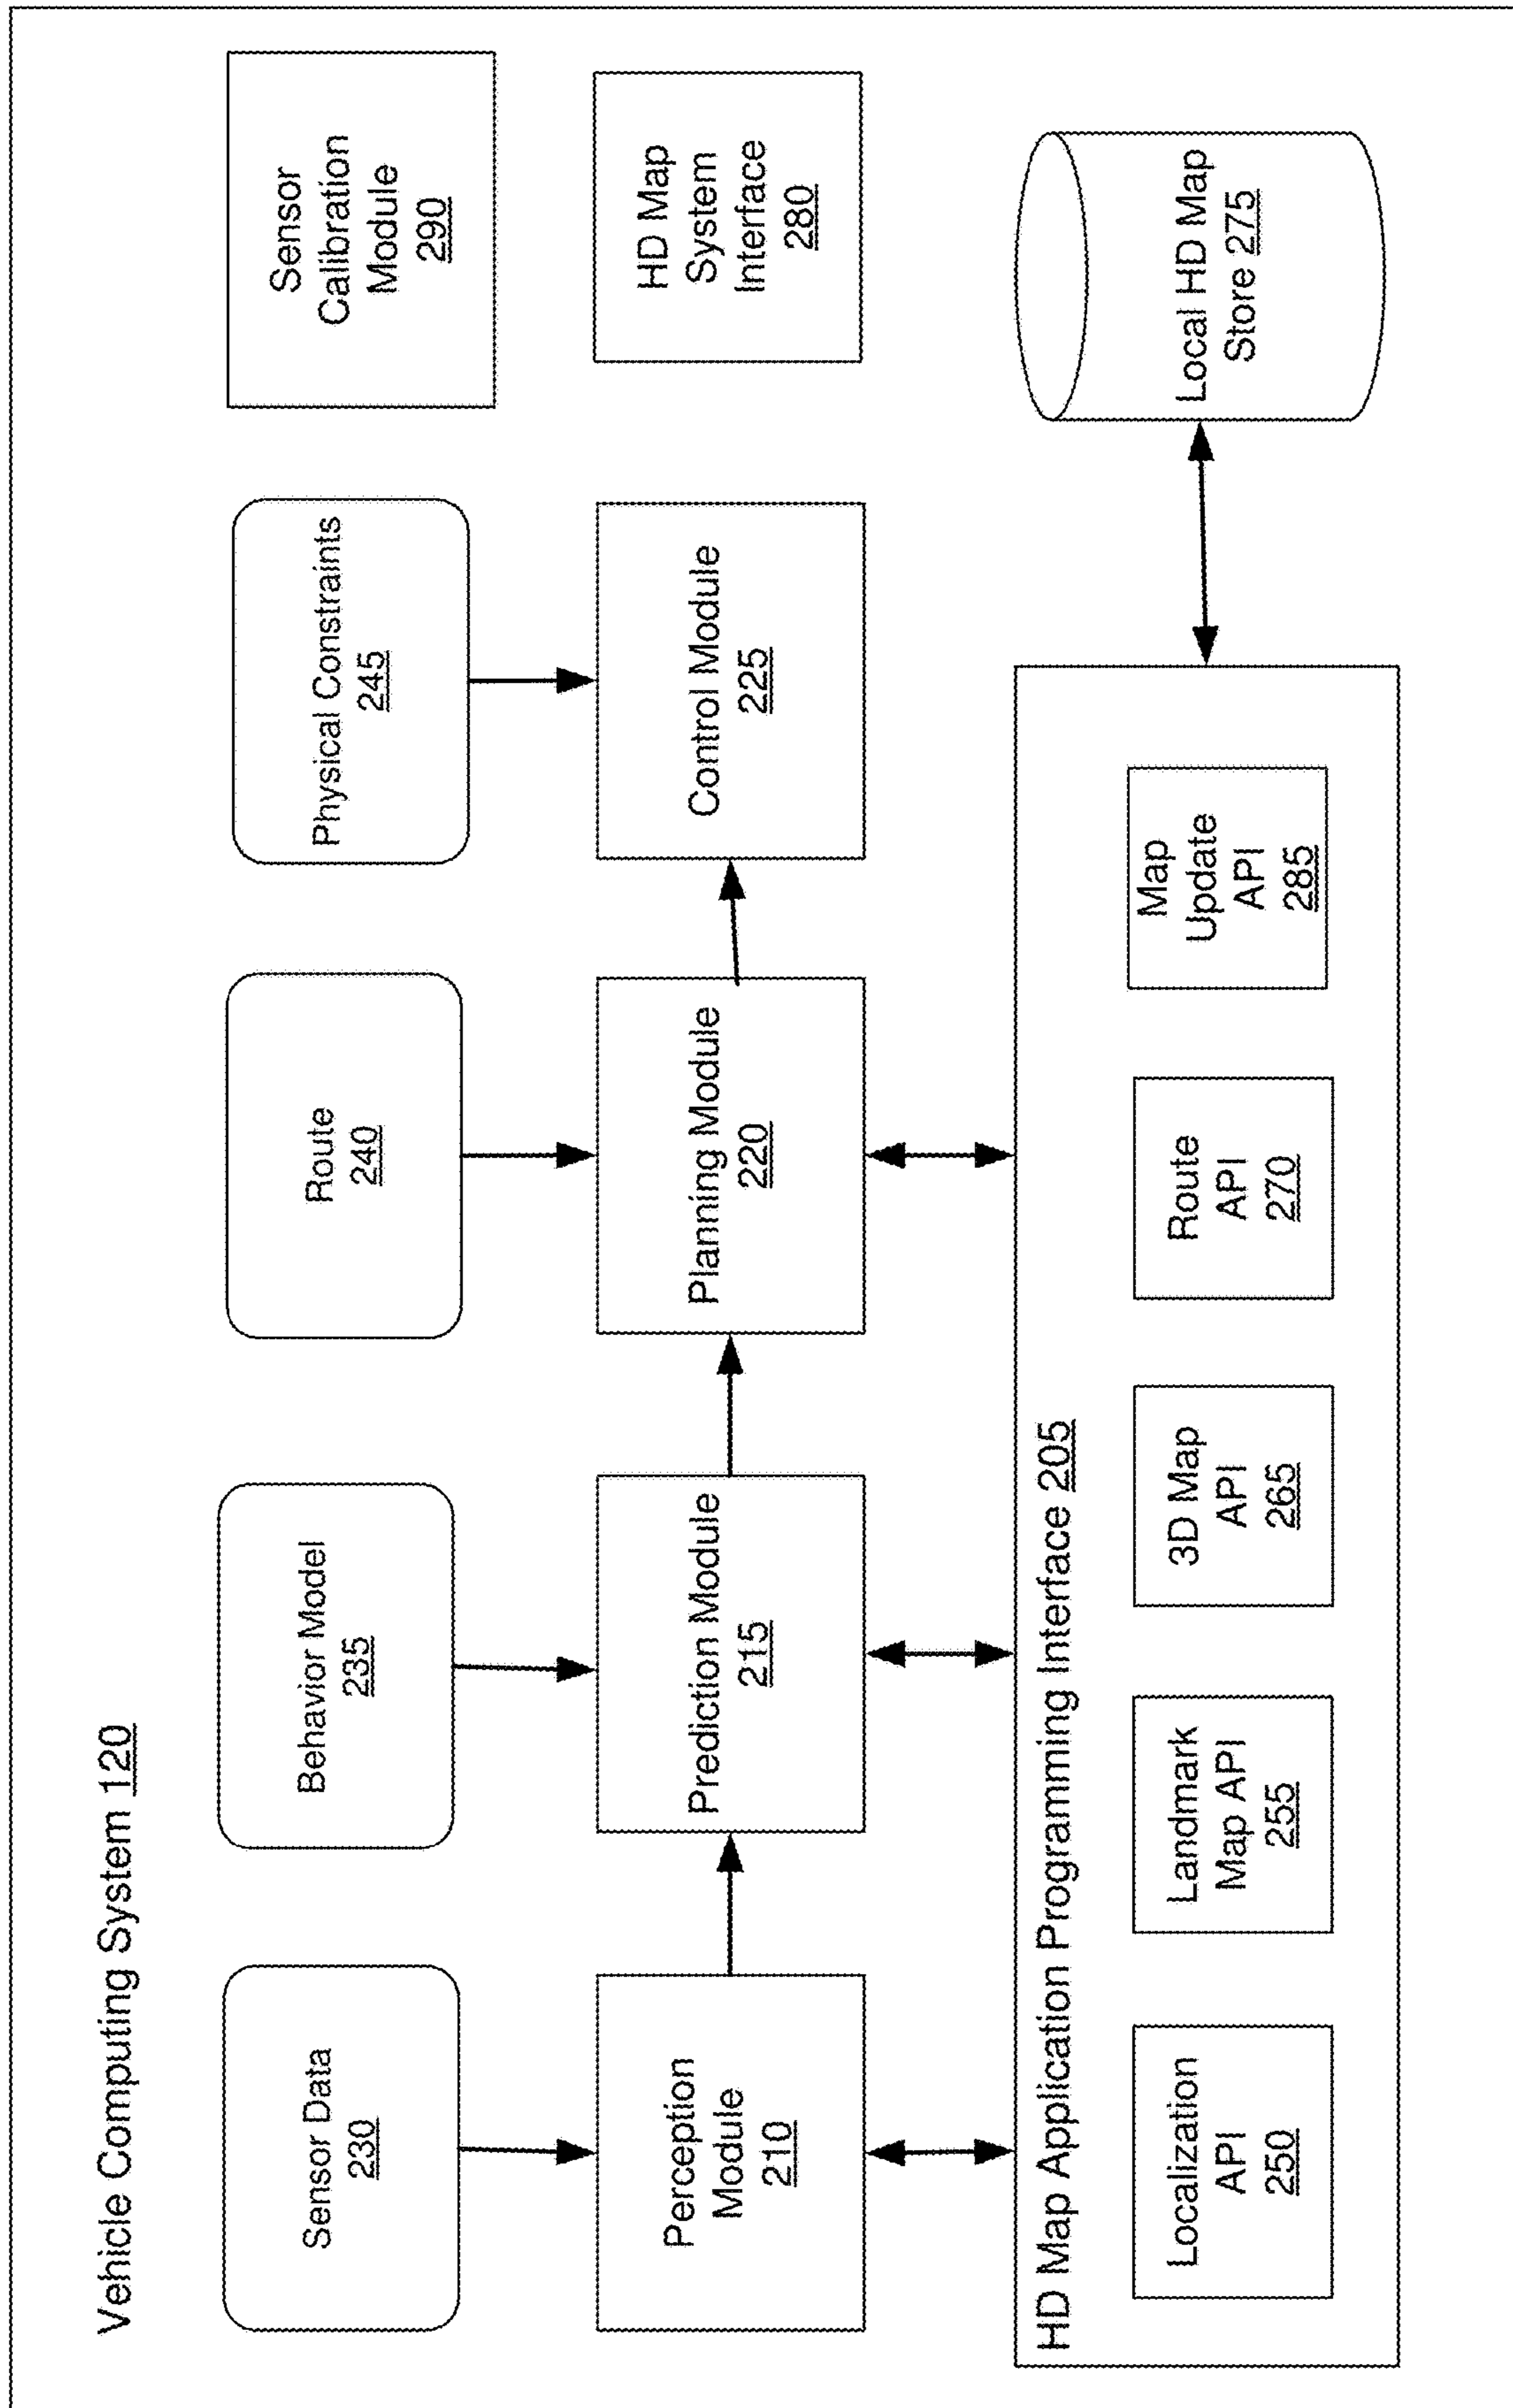 Vehicle Computing System 120
Sensor Data
230
Behavior Model
235
Route
240
Physical Constraints
245
Sensor
Calibration
Module
290
Perception
Module
210
Prediction Module
215
Planning Module
220
Control Module
225
HD Map
System
Interface
280
HD Map Application Programming Interface 205
Localization
API
250
Landmark
Map API
255
3D Map
API
265
Route
API
270
Map
Update
API
285
Local HD Map
Store 275